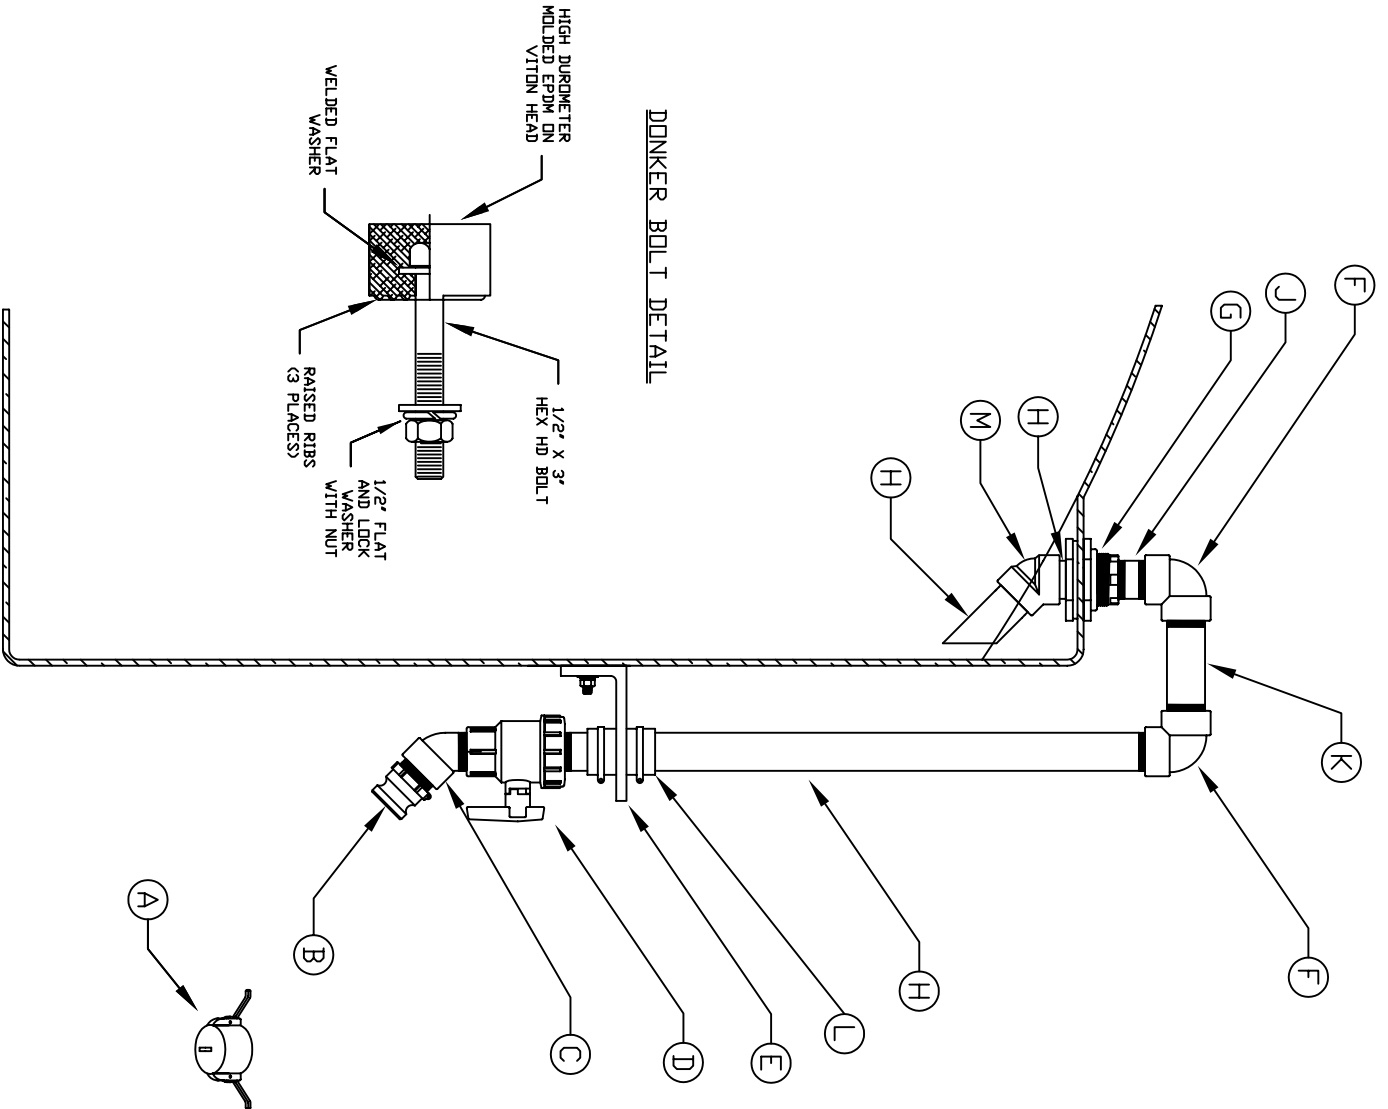 DONKER BOLT DETAIL
HIGH DUROMETER
MOLDED EPDM ON
VITON HEAD
WELDED FLAT
WASHER
1/2" X 3"
HEX HD BOLT
RAISED RIBS
(3 PLACES)
1/2" FLAT
AND LOCK
WASHER
WITH NUT
F
J
G
H
M
H
K
F
H
L
E
D
C
B
A